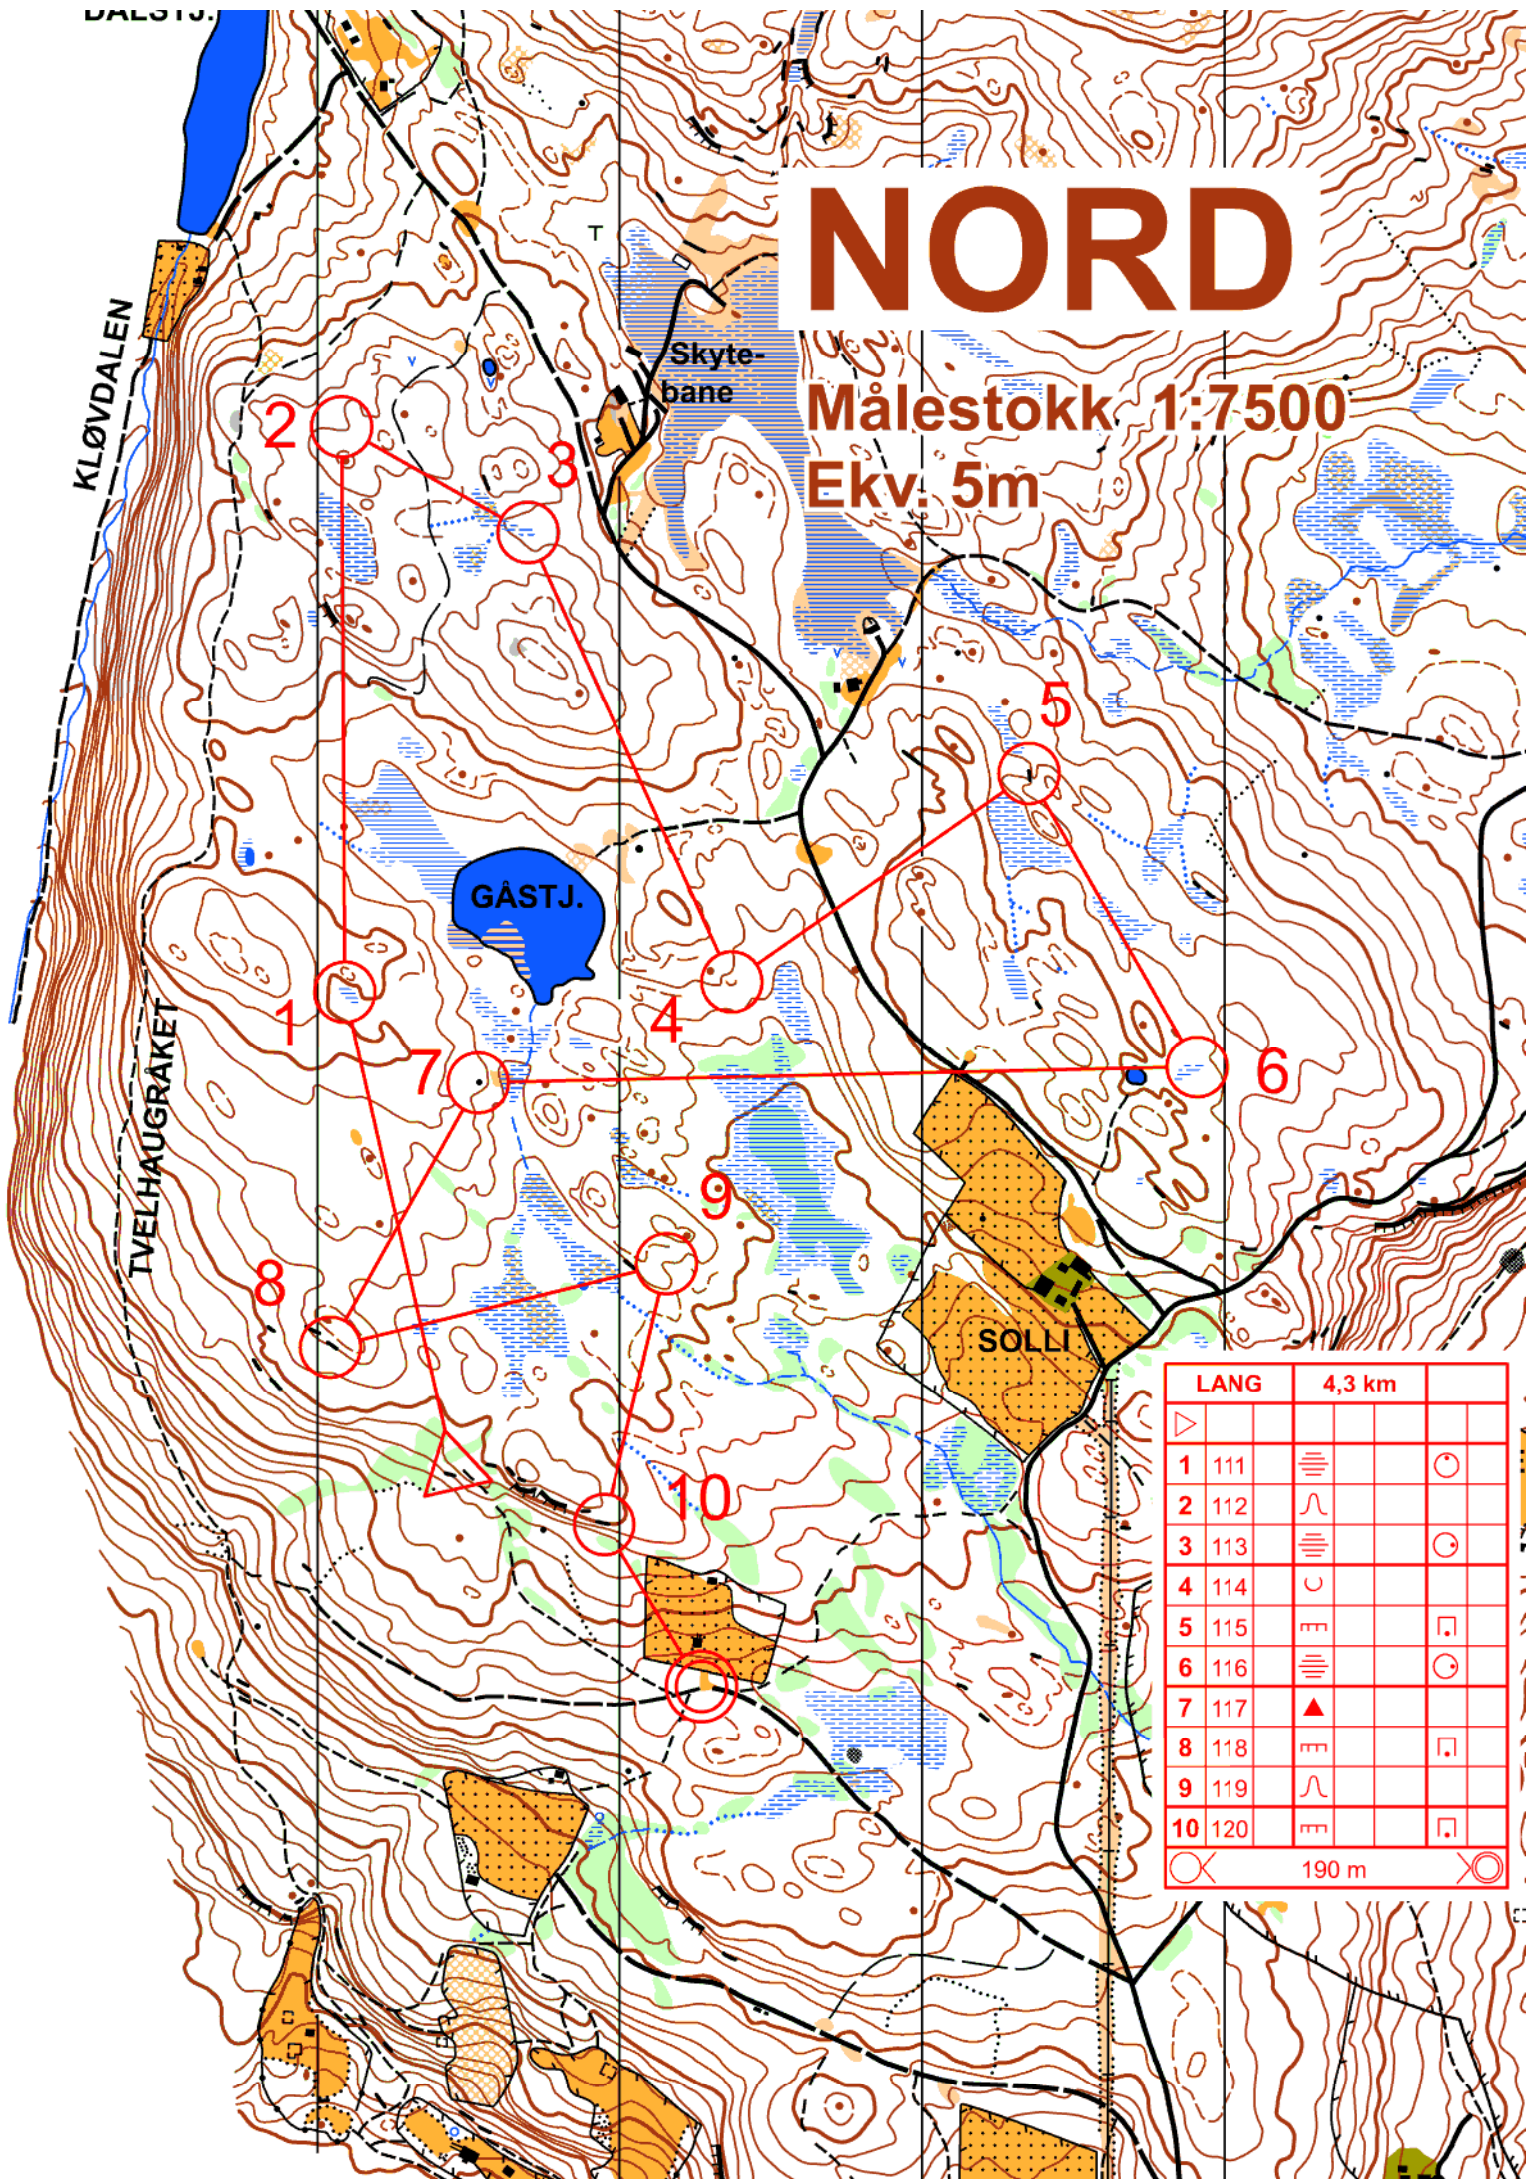 DALSTJ.
NORD
Målestokk 1:7500
Ekv. 5m
Skyte-
bane
KLØVDALEN
2
3
5
GÅSTJ.
1
4
7
6
TVELHAUGRÅKET
9
8
SOLLI
10
LANG 4,3 km
1 111
2 112
3 113
4 114
5 115
6 116
7 117
8 118
9 119
10 120
190 m